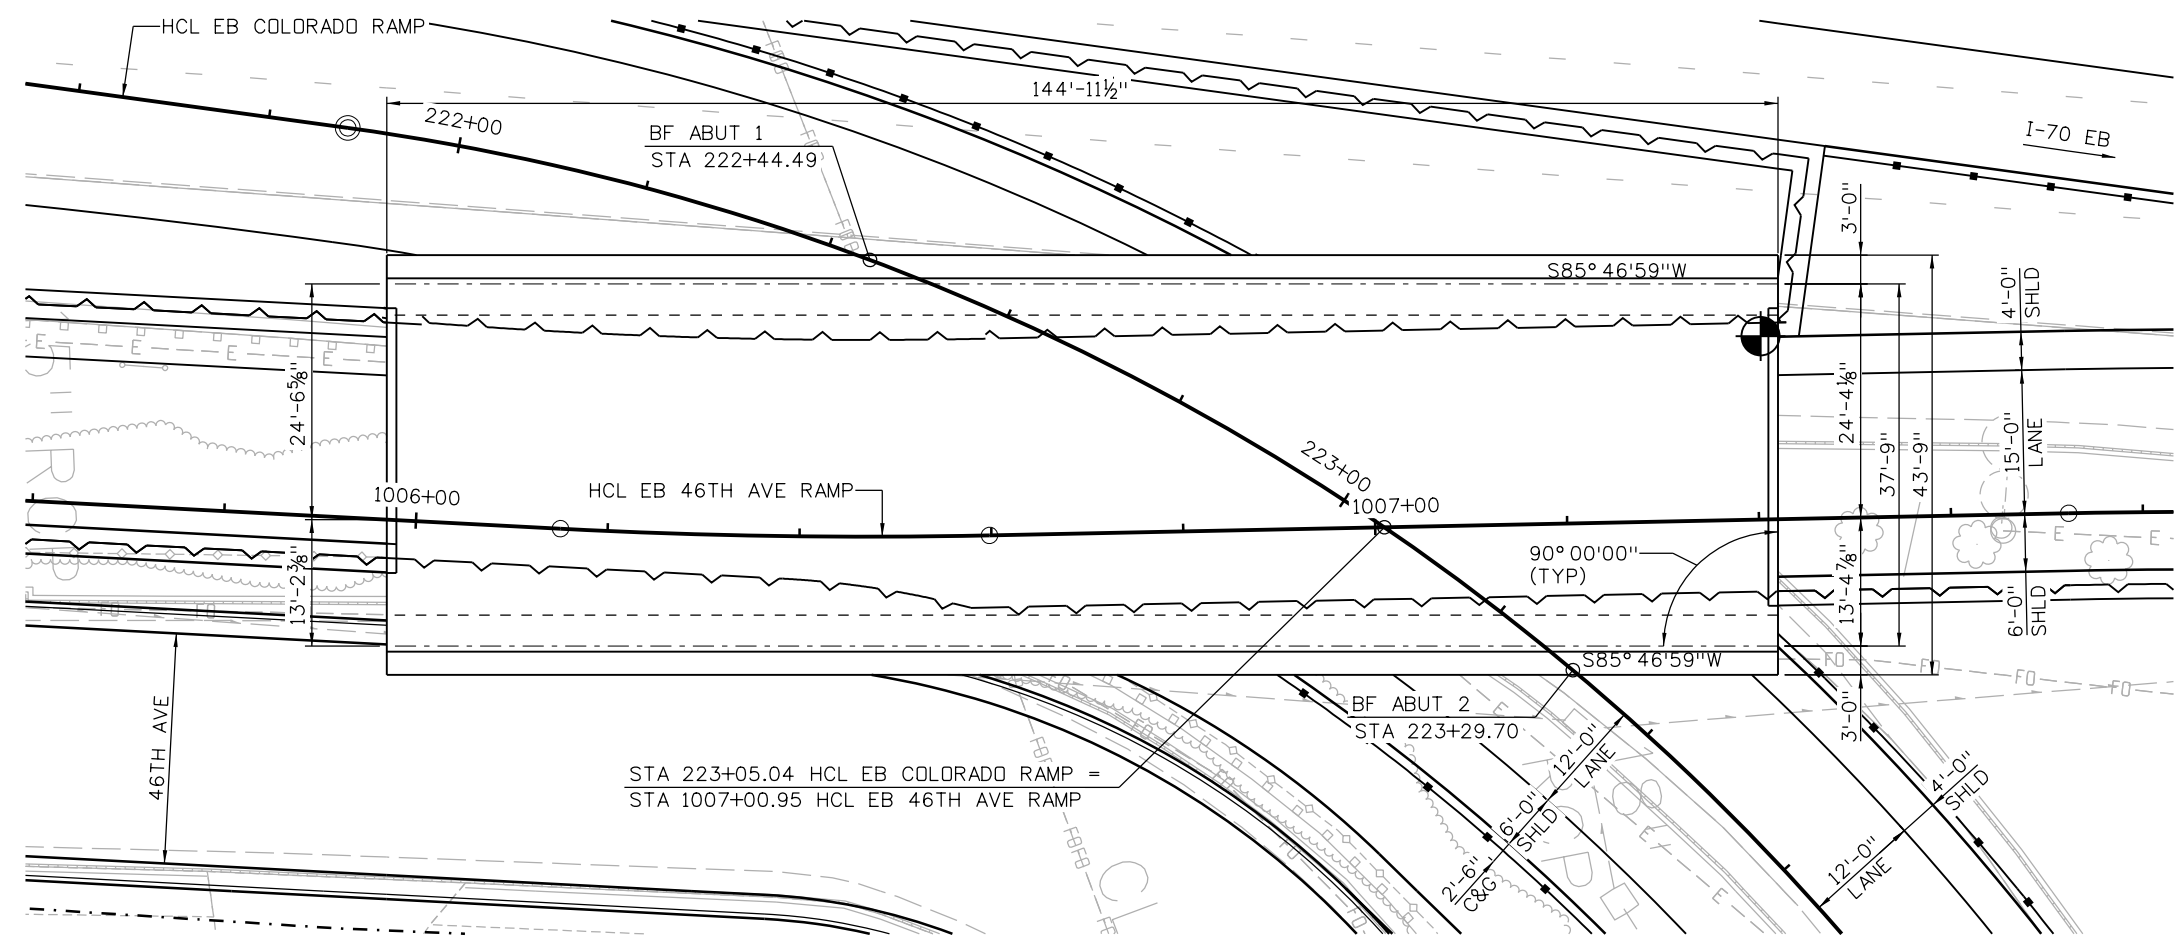 HCL EB COLORADO RAMP
144'-11½"
I-70 EB
222+00
BF ABUT 1
STA 222+44.49
3'-0"
S85°46'59"W
4'-0"
SHLD
E E E E
24'-6⅝"
24'-4⅛"
37'-9"
43'-9"
15'-0"
LANE
223+00
1006+00
HCL EB 46TH AVE RAMP
1007+00
90°00'00"
(TYP)
E E
13'-2⅜"
13'-4⅞"
6'-0"
SHLD
FO FO
S85°46'59"W
FO FO FO
BF ABUT 2
STA 223+29.70
3'-0"
46TH AVE
12'-0"
LANE
STA 223+05.04 HCL EB COLORADO RAMP =
STA 1007+00.95 HCL EB 46TH AVE RAMP
6'-0"
SHLD
4'-0"
SHLD
2'-6"
C&G
12'-0"
LANE